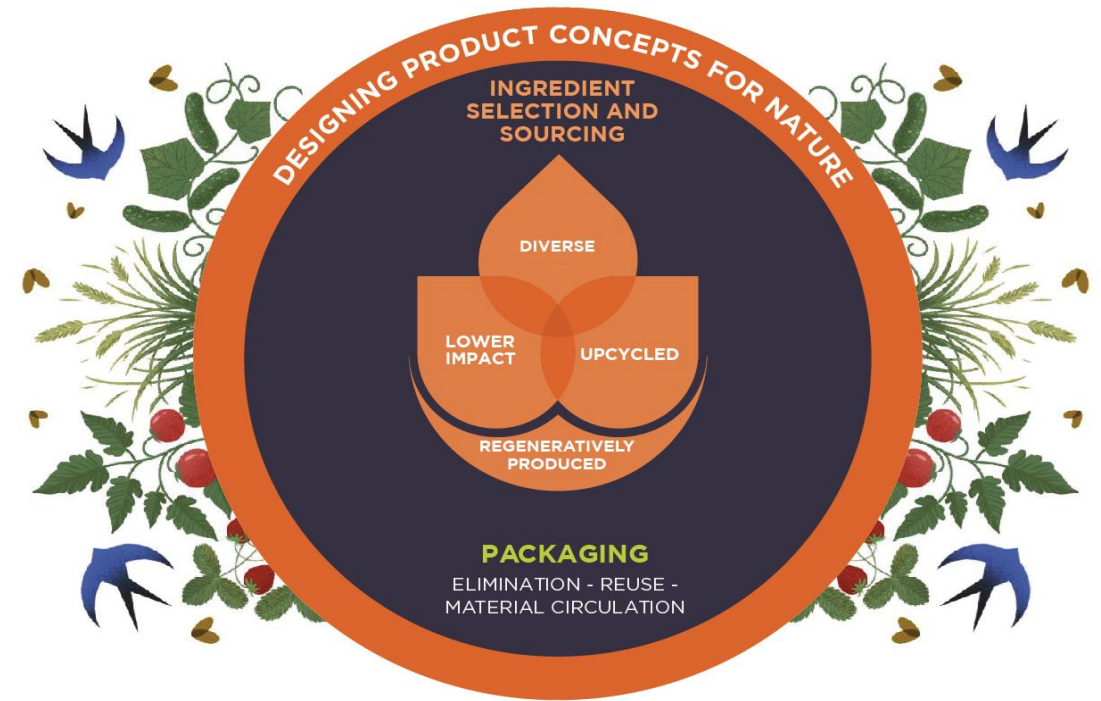 DESIGNING PRODUCT CONCEPTS FOR NATURE
INGREDIENT
SELECTION AND
SOURCING
DIVERSE
LOWER
IMPACT
UPCYCLED
REGENERATIVELY
PRODUCED
PACKAGING
ELIMINATION - REUSE -
MATERIAL CIRCULATION